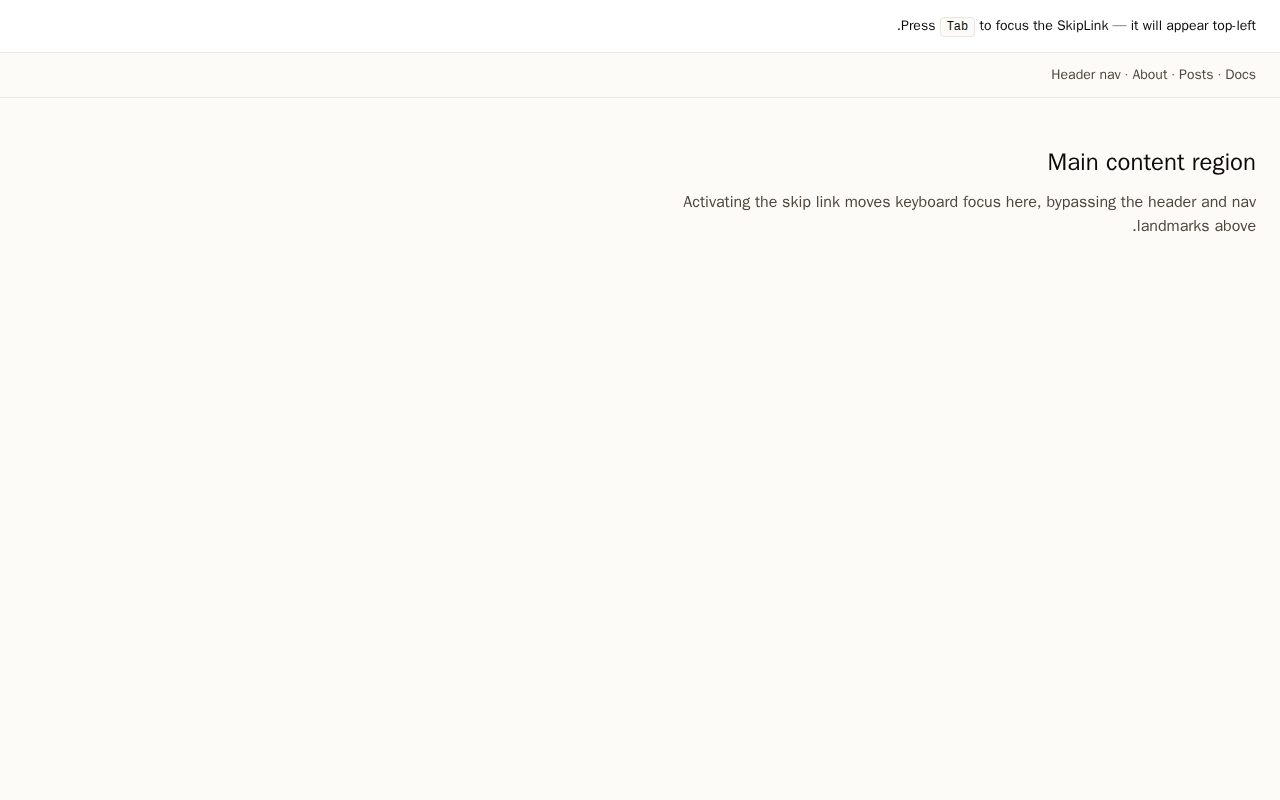 Press Tab to focus the SkipLink — it will appear top-left.
Header nav · About · Posts · Docs
Main content region
Activating the skip link moves keyboard focus here, bypassing the header and nav
landmarks above.